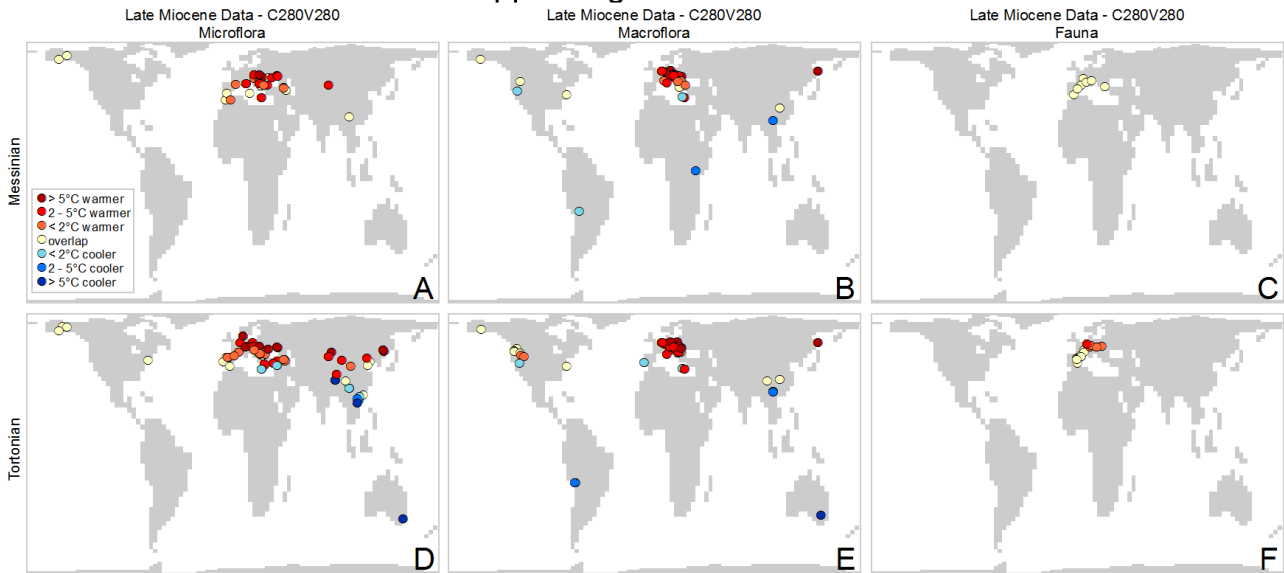 Late Miocene Data - C280V280
Microflora
Late Miocene Data - C280V280
Macroflora
Late Miocene Data - C280V280
Fauna
Messinian
> 5°C warmer
2 - 5°C warmer
< 2°C warmer
overlap
< 2°C cooler
2 - 5°C cooler
> 5°C cooler
A
B
C
Tortonian
D
E
F